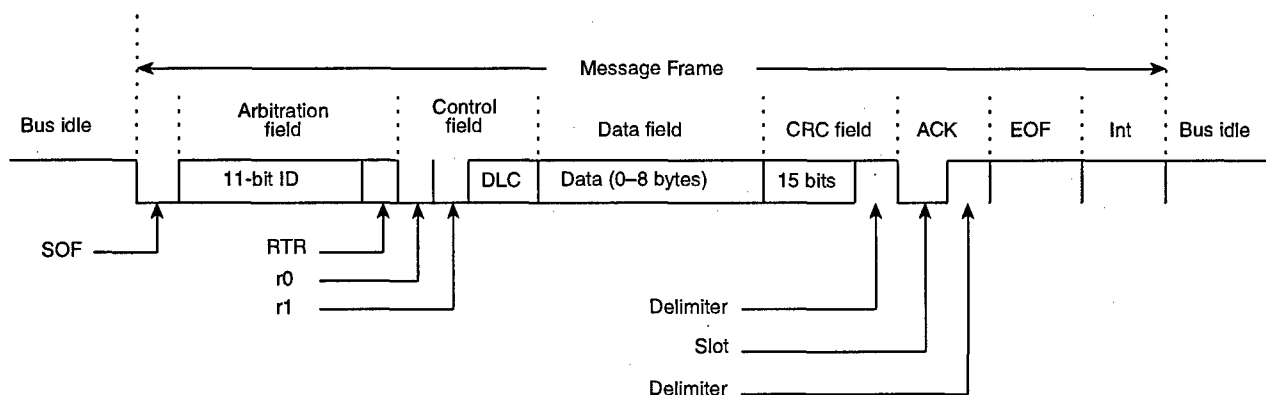 Message Frame
Arbitration
field
Control
field
Bus idle
Data field
CRC field
ACK
EOF
Int
Bus idle
11-bit ID
DLC
Data (0–8 bytes)
15 bits
SOF
RTR
r0
r1
Delimiter
Slot
Delimiter